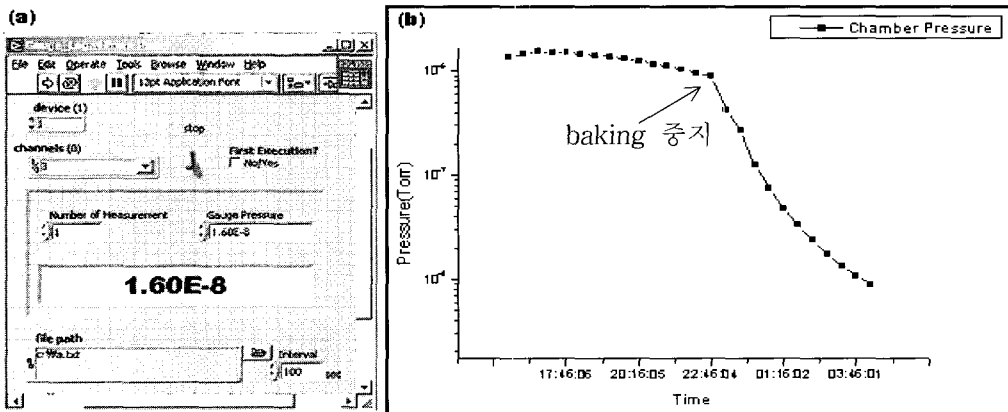 (a)
File Edit Operate Tools Browse Window Help
13pt Application Font
device (1)
1
channels (0)
stop
First Execution?
No/Yes
Number of Measurement
1
Gauge Pressure
1.60E-8
1.60E-8
file path
Interval
100
sec
(b)
Chamber Pressure
baking 중지
Pressure(Torr)
10⁻⁶
10⁻⁷
10⁻⁸
17:46:06
20:16:05
22:46:04
01:16:02
03:46:01
Time